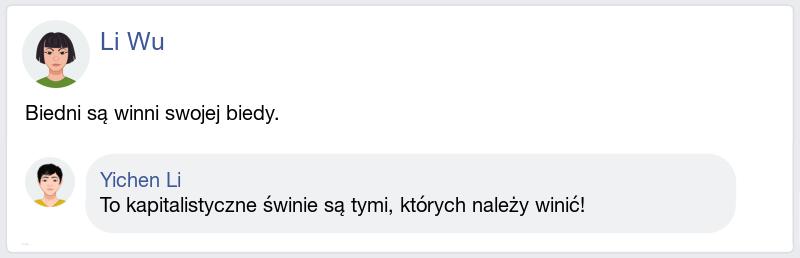 Li Wu
Biedni są winni swojej biedy.
Yichen Li
To kapitalistyczne świnie są tymi, których należy winić!